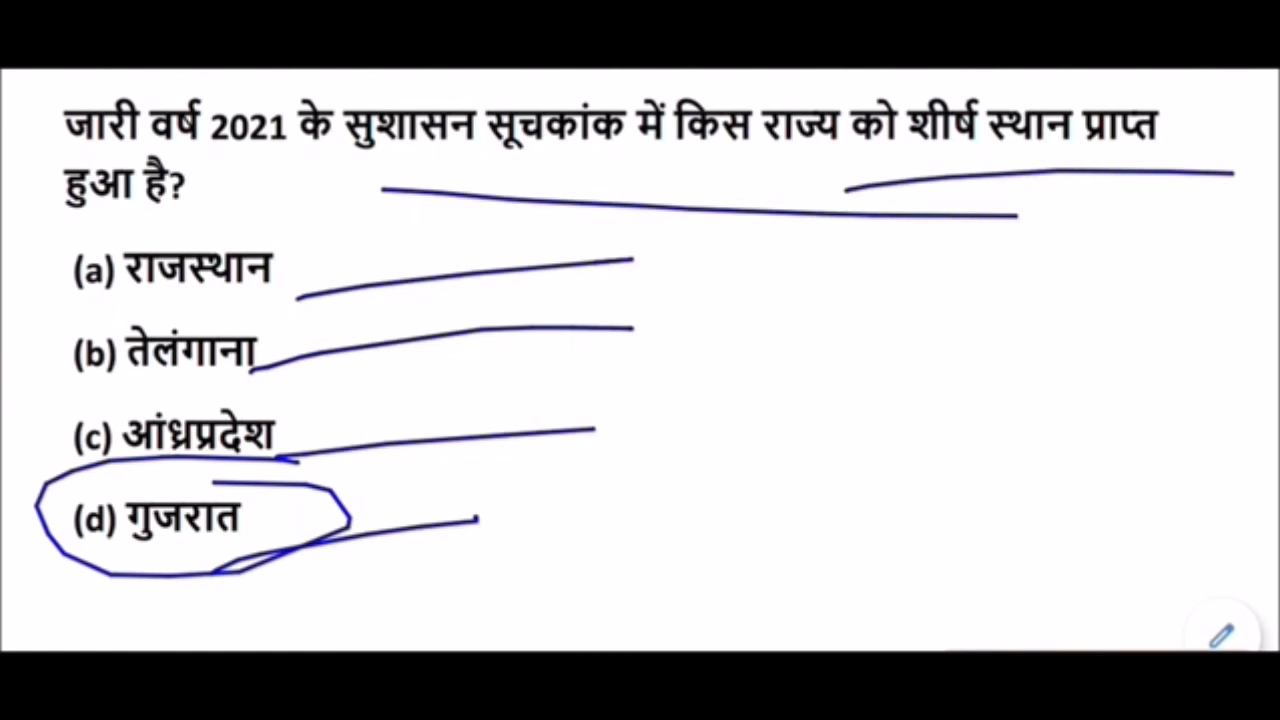 जारी वर्ष 2021 के सुशासन सूचकांक में किस राज्य को शीर्ष स्थान प्राप्त
हुआ है?
(a) राजस्थान
(b) तेलंगाना
(c) आंध्रप्रदेश
(d) गुजरात